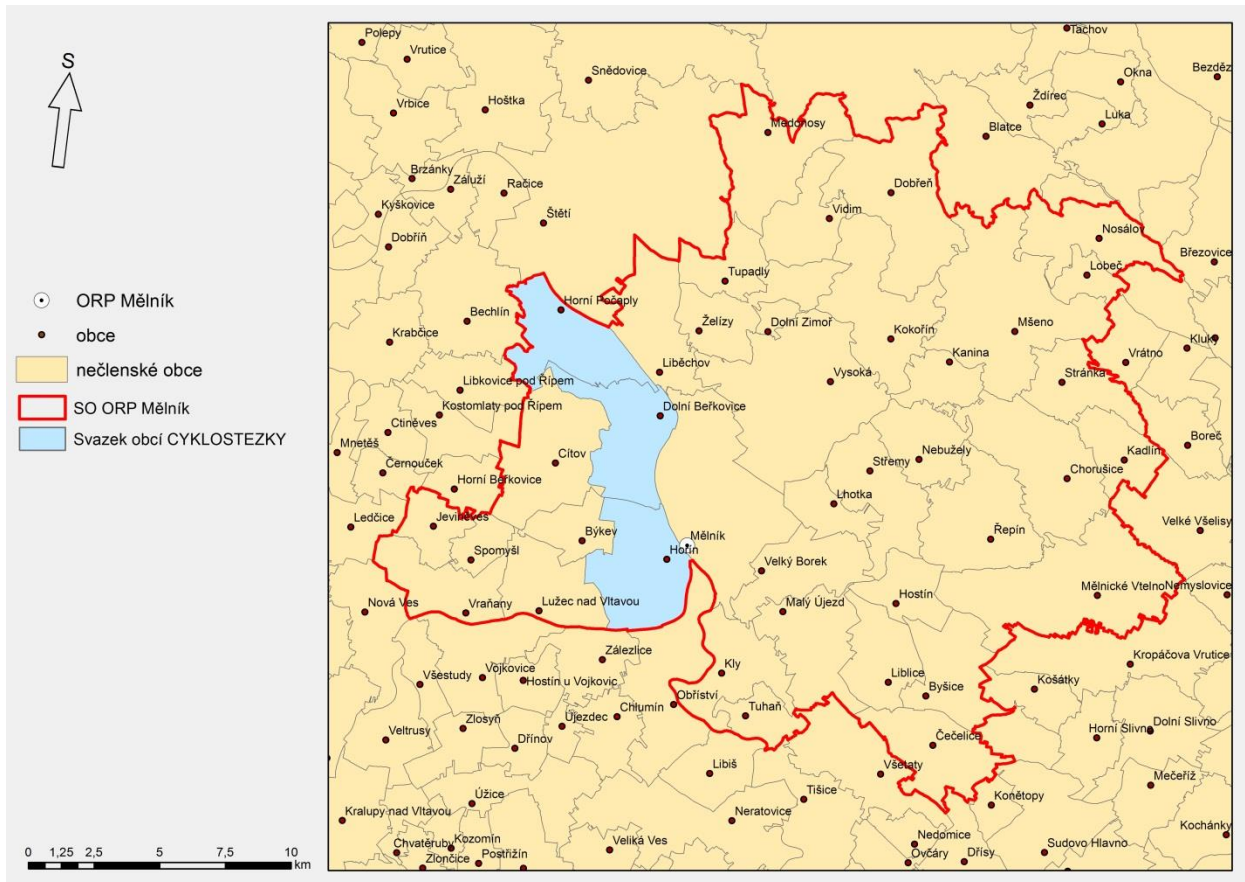 S
ORP Mělník
obce
nečlenské obce
SO ORP Mělník
Svazek obcí CYKLOSTEZKY
0 1,25 2,5 5 7,5 10
km
Polepy
Vrutice
Vrbice
Hoštka
Snědovice
Tachov
Okna
Bezděz
Ždírec
Luka
Blatce
Medonosy
Brzánky
Záluží
Račice
Kyškovice
Štětí
Dobříň
Dobřeň
Vidim
Nosálov
Březovice
Lobeč
Tupadly
Horní Počaply
Bechlín
Krabčice
Želízy
Dolní Zimoř
Kokořín
Mšeno
Kluky
Kanina
Vrátno
Liběchov
Vysoká
Stránka
Libkovice pod Řípem
Kostomlaty pod Řípem
Dolní Beřkovice
Ctiněves
Mnetěš
Černouček
Cítov
Střemy
Nebužely
Kadlín
Boreč
Chorušice
Horní Beřkovice
Lhotka
Ledčice
Jeviněves
Velké Všelisy
Býkev
Mělník
Řepín
Spomyšl
Hořín
Velký Borek
Mělnické Vtelno
Nemyslovice
Nová Ves
Vraňany
Lužec nad Vltavou
Malý Újezd
Hostín
Zálezlice
Kropáčova Vrutice
Všestudy
Vojkovice
Hostín u Vojkovic
Kly
Liblice
Byšice
Košátky
Obříství
Tuhaň
Chlumín
Újezdec
Zlosyň
Veltrusy
Dřínov
Horní Slivno
Dolní Slivno
Čečelice
Libiš
Všetaty
Mečeříž
Tišice
Konětopy
Úžice
Kralupy nad Vltavou
Neratovice
Kochánky
Chvatěruby
Kozomín
Veliká Ves
Nedomice
Zlončice
Postřižín
Ovčáry
Dřísy
Sudovo Hlavno